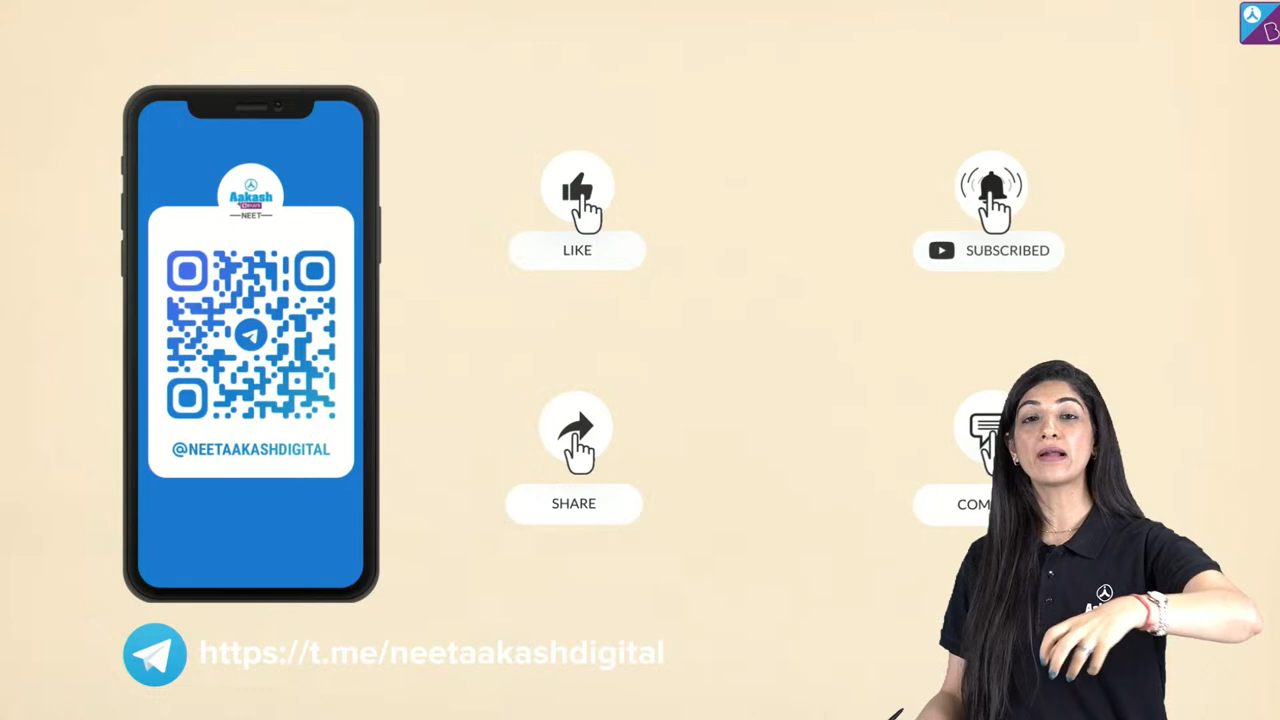 Aakash
NEET
@NEETAAKASHDIGITAL
LIKE
SUBSCRIBED
SHARE
COM
https://t.me/neetaakashdigital